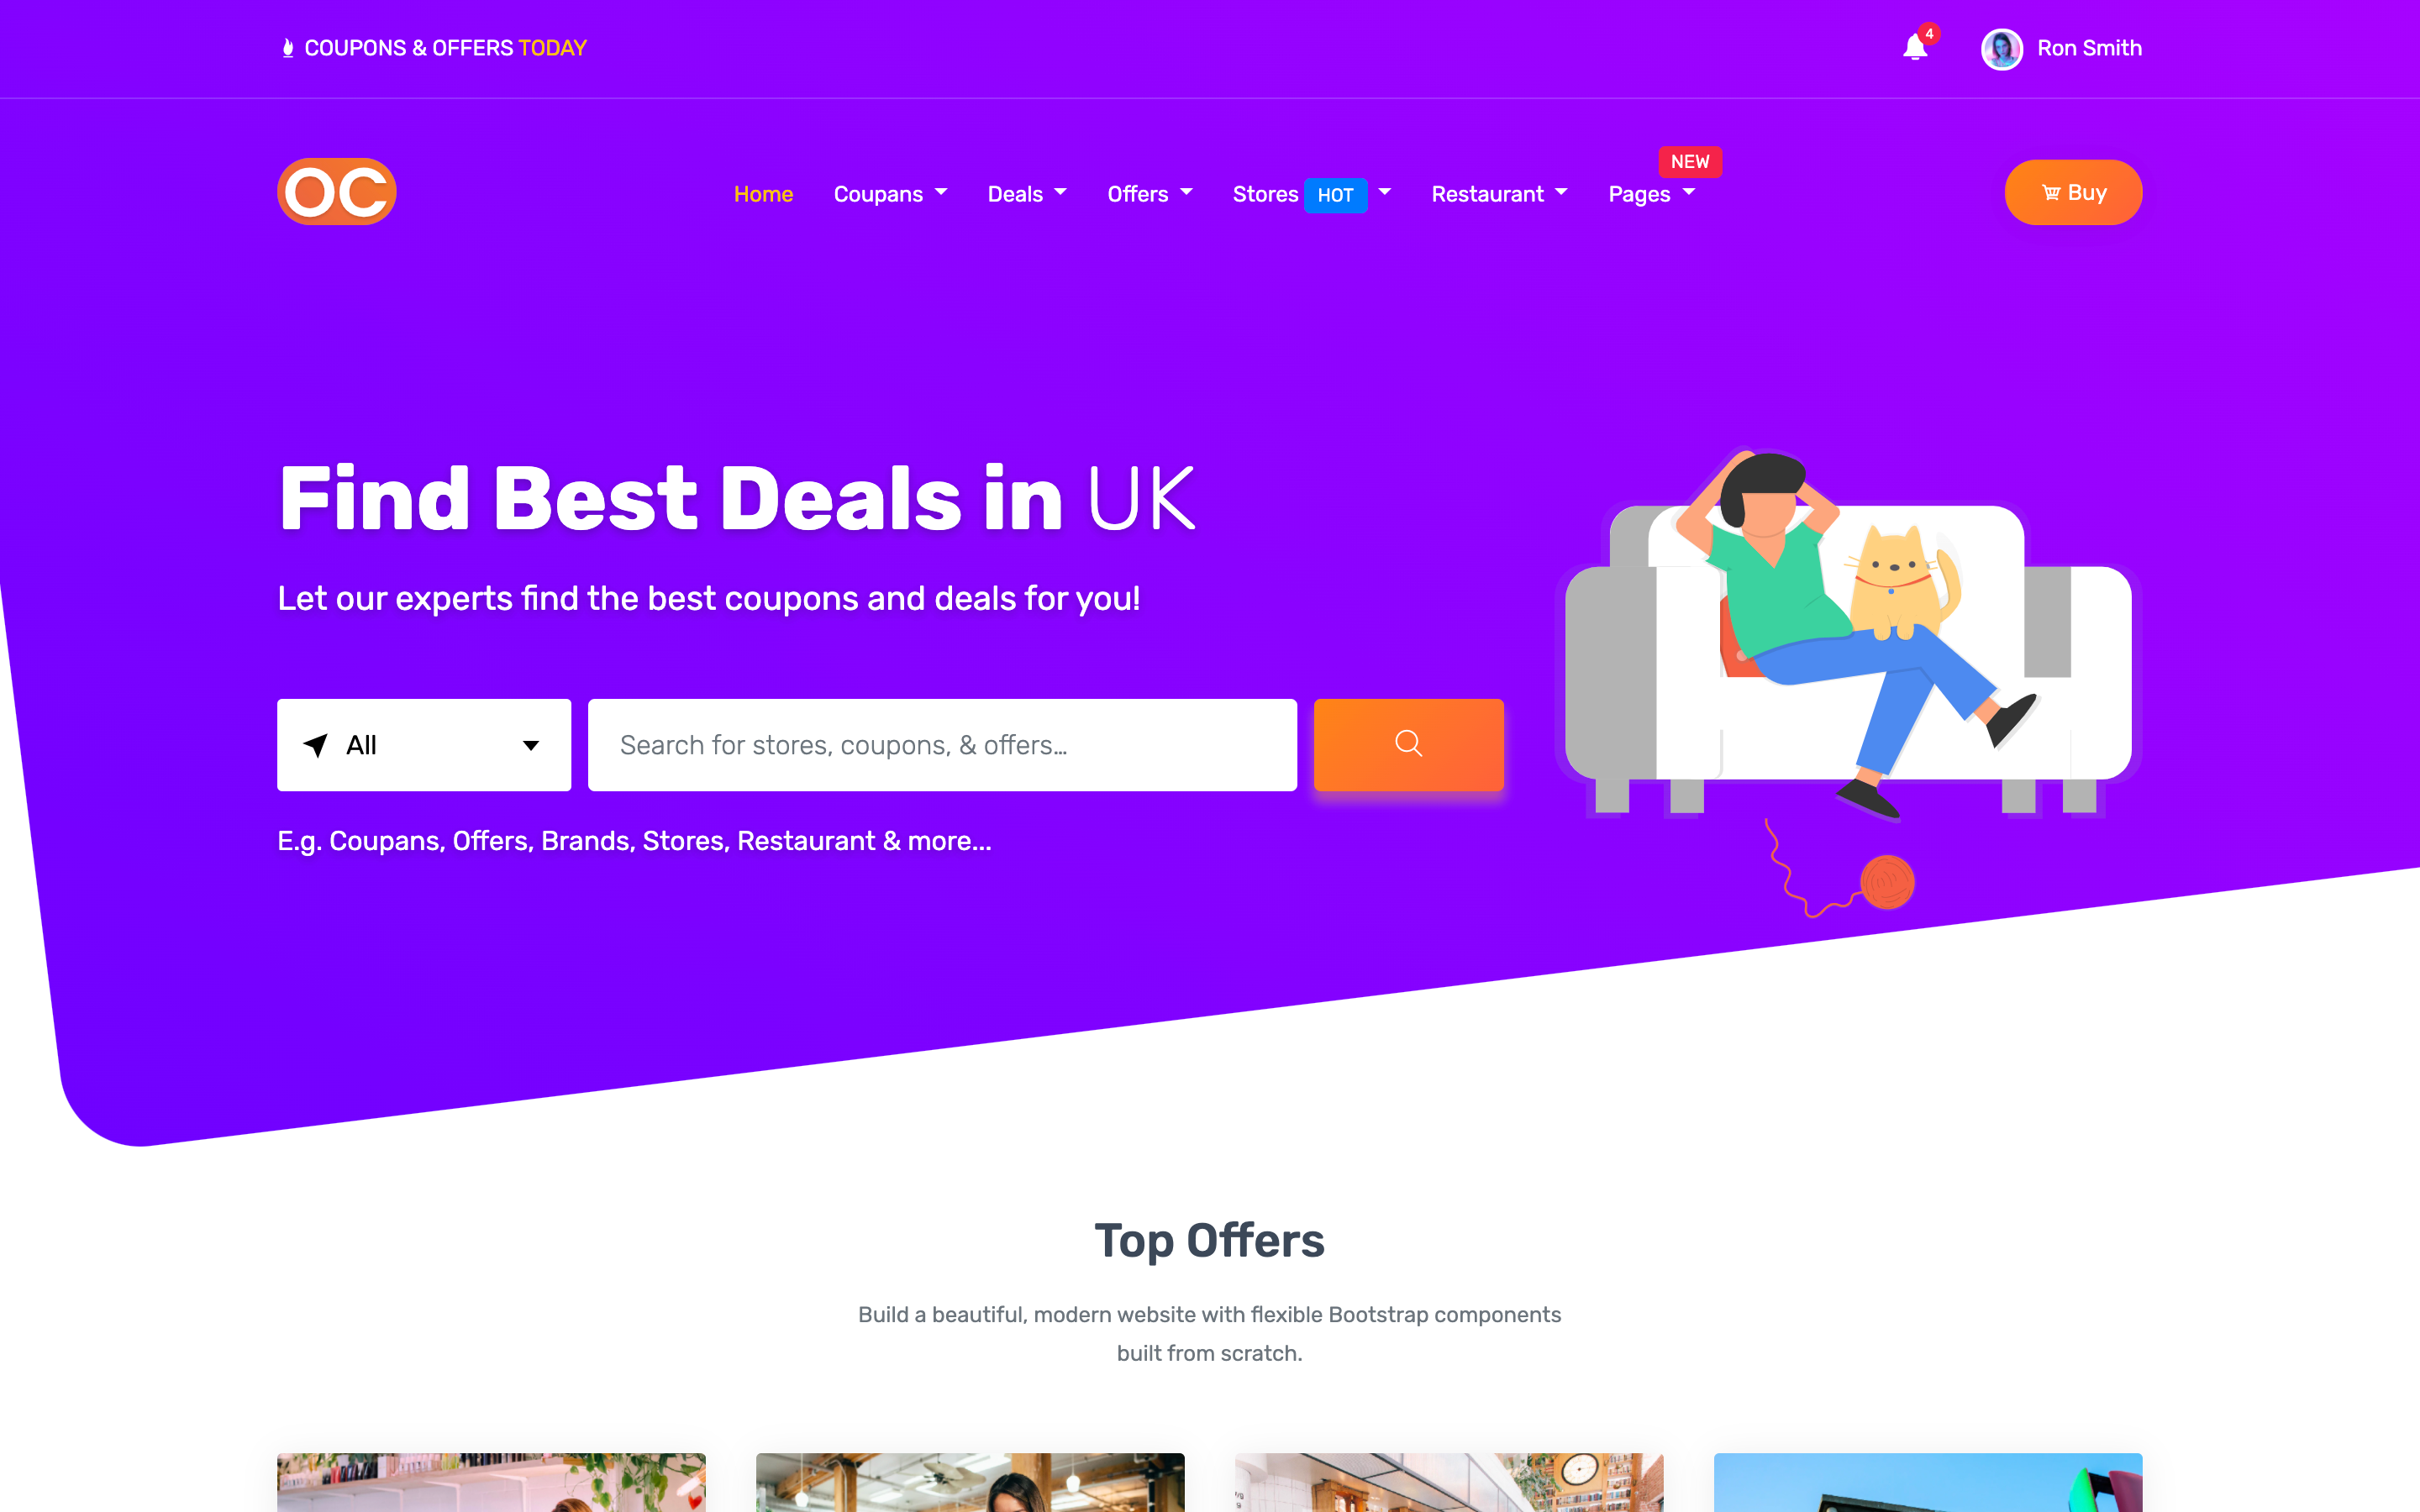 COUPONS & OFFERS TODAY
4
Ron Smith
OC
Home
Coupans
Deals
Offers
Stores HOT
Restaurant
Pages
NEW
Buy
Find Best Deals in UK
Let our experts find the best coupons and deals for you!
All
Search for stores, coupons, & offers...
E.g. Coupans, Offers, Brands, Stores, Restaurant & more...
Top Offers
Build a beautiful, modern website with flexible Bootstrap components
built from scratch.